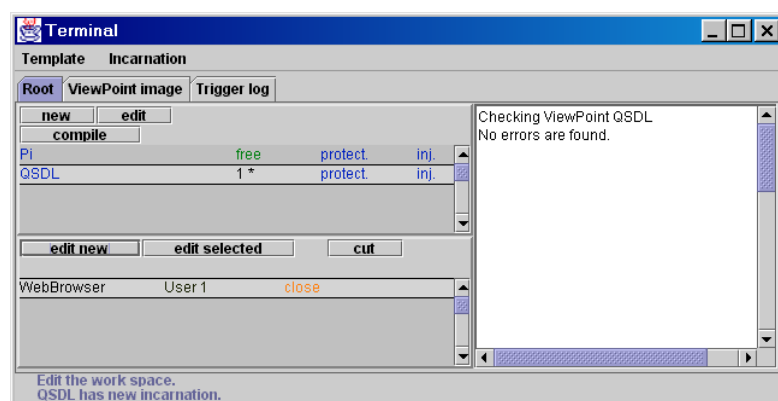 Terminal
Template Incarnation
Root ViewPoint image Trigger log
new edit
compile
Pi free protect. inj.
QSDL 1 * protect. inj.
edit new edit selected cut
WebBrowser User 1 close
Checking ViewPoint QSDL
No errors are found.
Edit the work space.
QSDL has new incarnation.